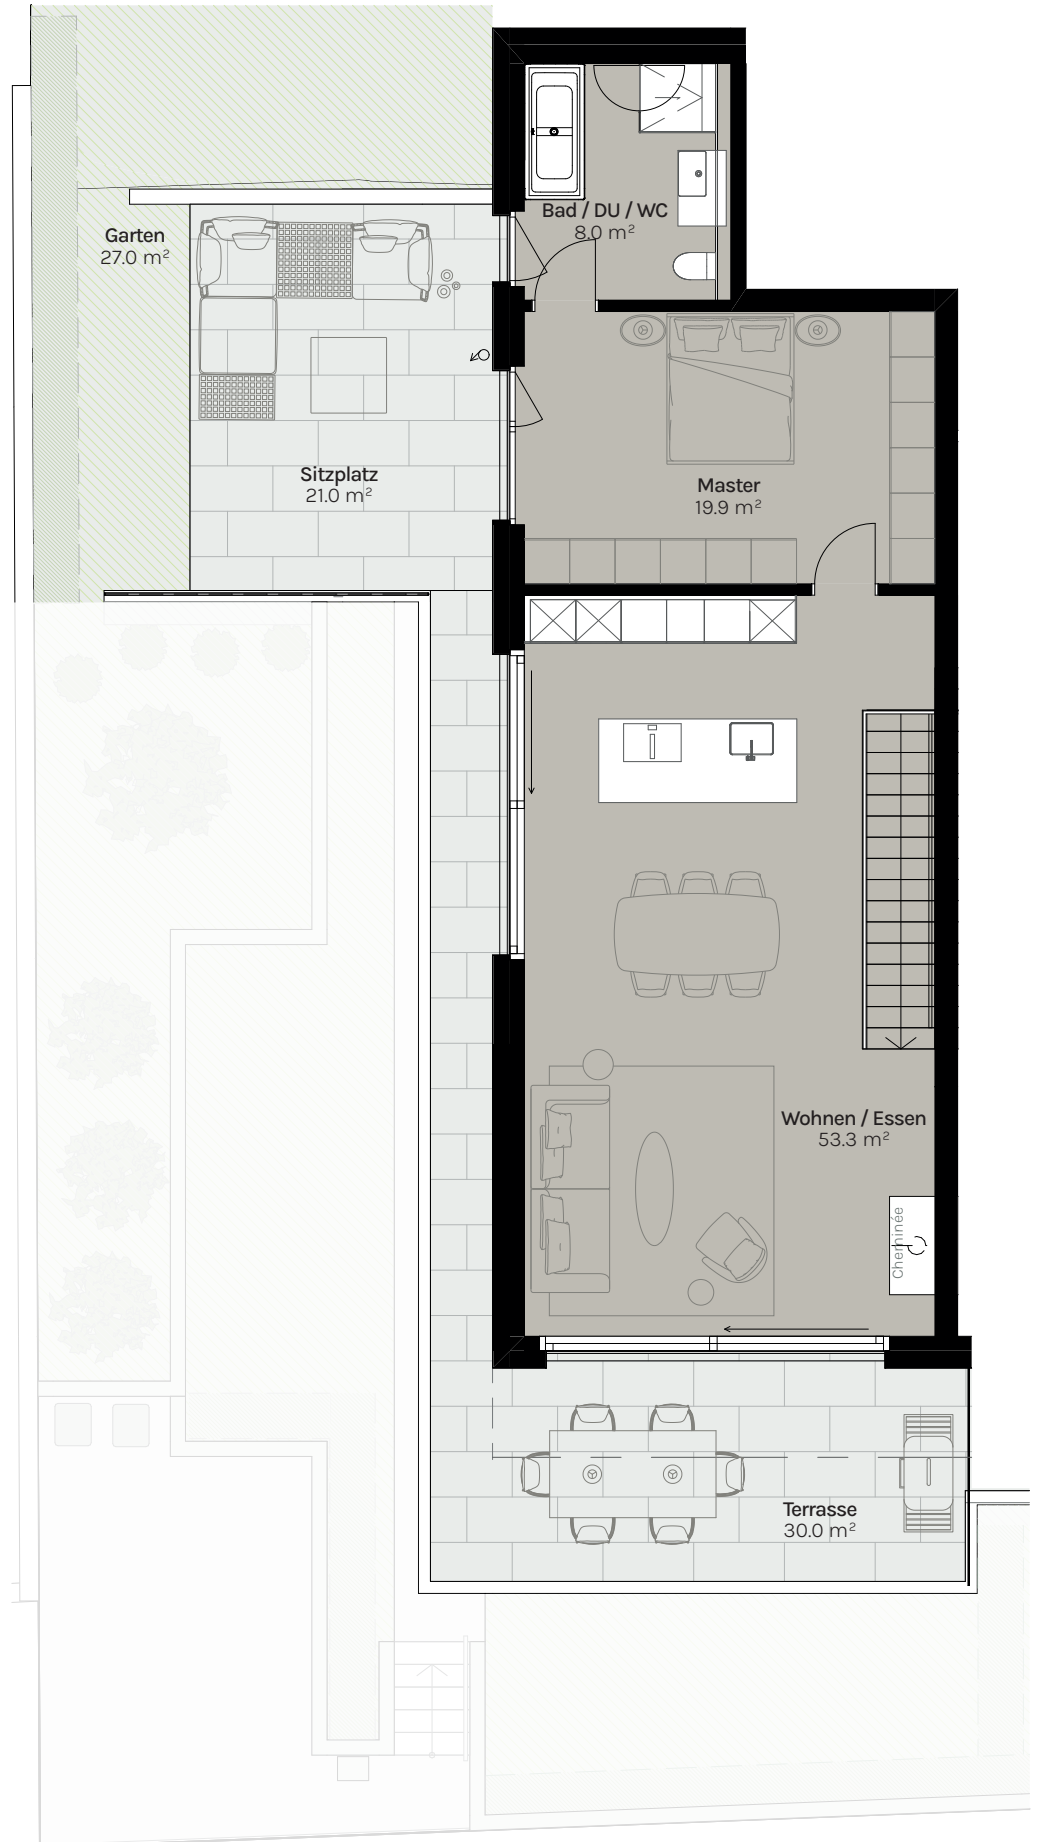 Bad / DU / WC
8.0 m²
Garten
27.0 m²
Sitzplatz
21.0 m²
Master
19.9 m²
Wohnen / Essen
53.3 m²
Cheminée
Terrasse
30.0 m²